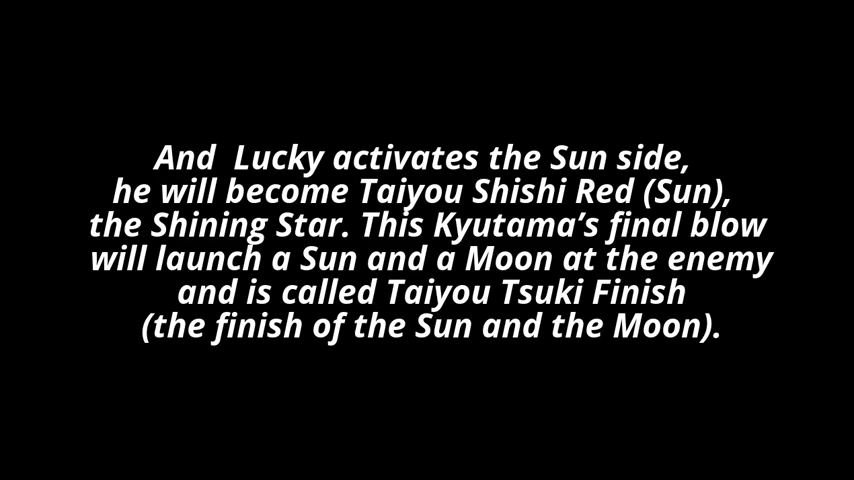 And  Lucky activates the Sun side,
he will become Taiyou Shishi Red (Sun),
the Shining Star. This Kyutama’s final blow
will launch a Sun and a Moon at the enemy
and is called Taiyou Tsuki Finish
(the finish of the Sun and the Moon).